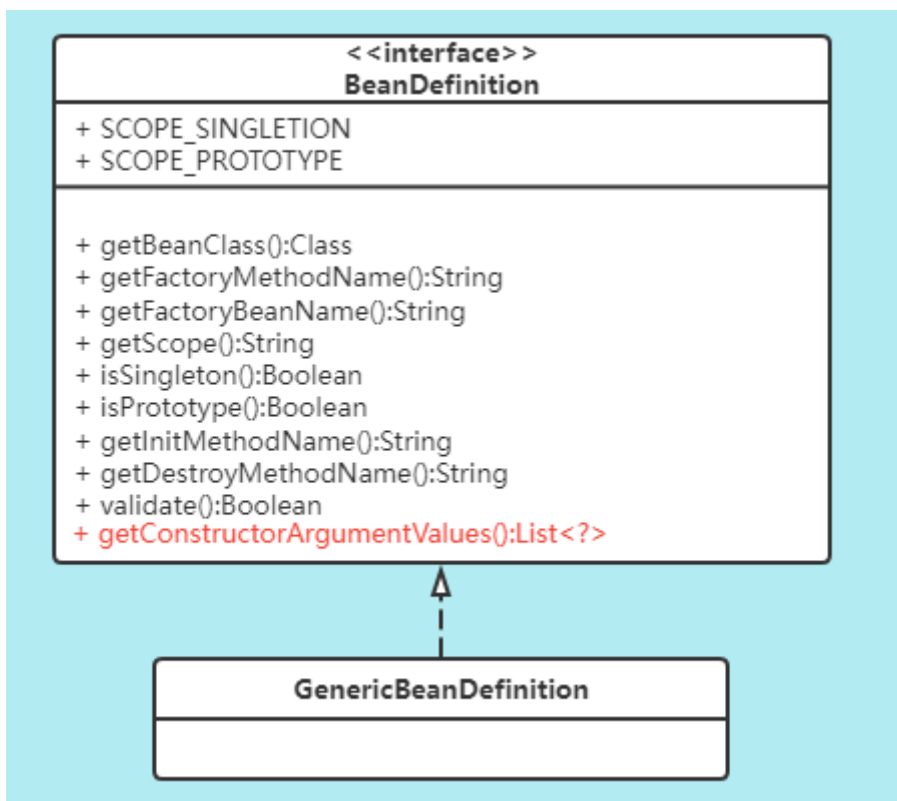 <<interface>>
BeanDefinition
+ SCOPE_SINGLETION
+ SCOPE_PROTOTYPE
+ getBeanClass():Class
+ getFactoryMethodName():String
+ getFactoryBeanName():String
+ getScope():String
+ isSingleton():Boolean
+ isPrototype():Boolean
+ getInitMethodName():String
+ getDestroyMethodName():String
+ validate():Boolean
+ getConstructorArgumentValues():List<?>
GenericBeanDefinition